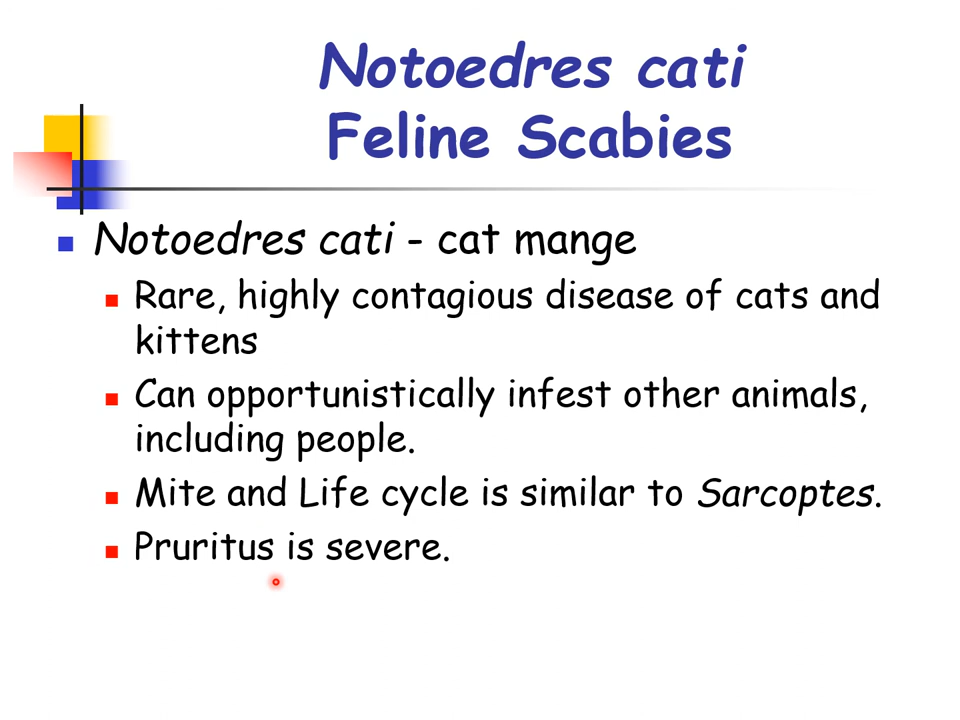 Notoedres cati
Feline Scabies
Notoedres cati - cat mange
Rare, highly contagious disease of cats and
kittens
Can opportunistically infest other animals,
including people.
Mite and Life cycle is similar to Sarcoptes.
Pruritus is severe.